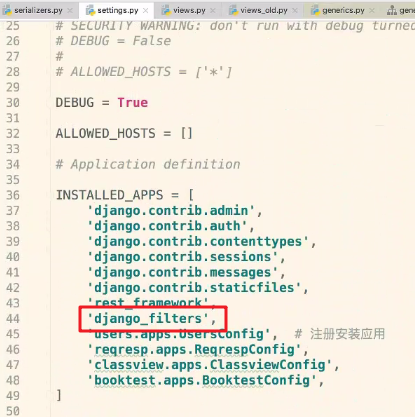 serializers.py × settings.py × views.py × views_old.py × generics.py × gene
25 # SECURITY WARNING: don't run with debug turned
26 # DEBUG = False
27 #
28 # ALLOWED_HOSTS = ['*']
29
30 DEBUG = True
31
32 ALLOWED_HOSTS = []
33
34 # Application definition
35
36 INSTALLED_APPS = [
37 'django.contrib.admin',
38 'django.contrib.auth',
39 'django.contrib.contenttypes',
40 'django.contrib.sessions',
41 'django.contrib.messages',
42 'django.contrib.staticfiles',
43 'rest_framework',
44 'django_filters',
45 'users.apps.UsersConfig', # 注册安装应用
46 'reqresp.apps.ReqrespConfig',
47 'classview.apps.ClassviewConfig',
48 'booktest.apps.BooktestConfig',
49 ]
50